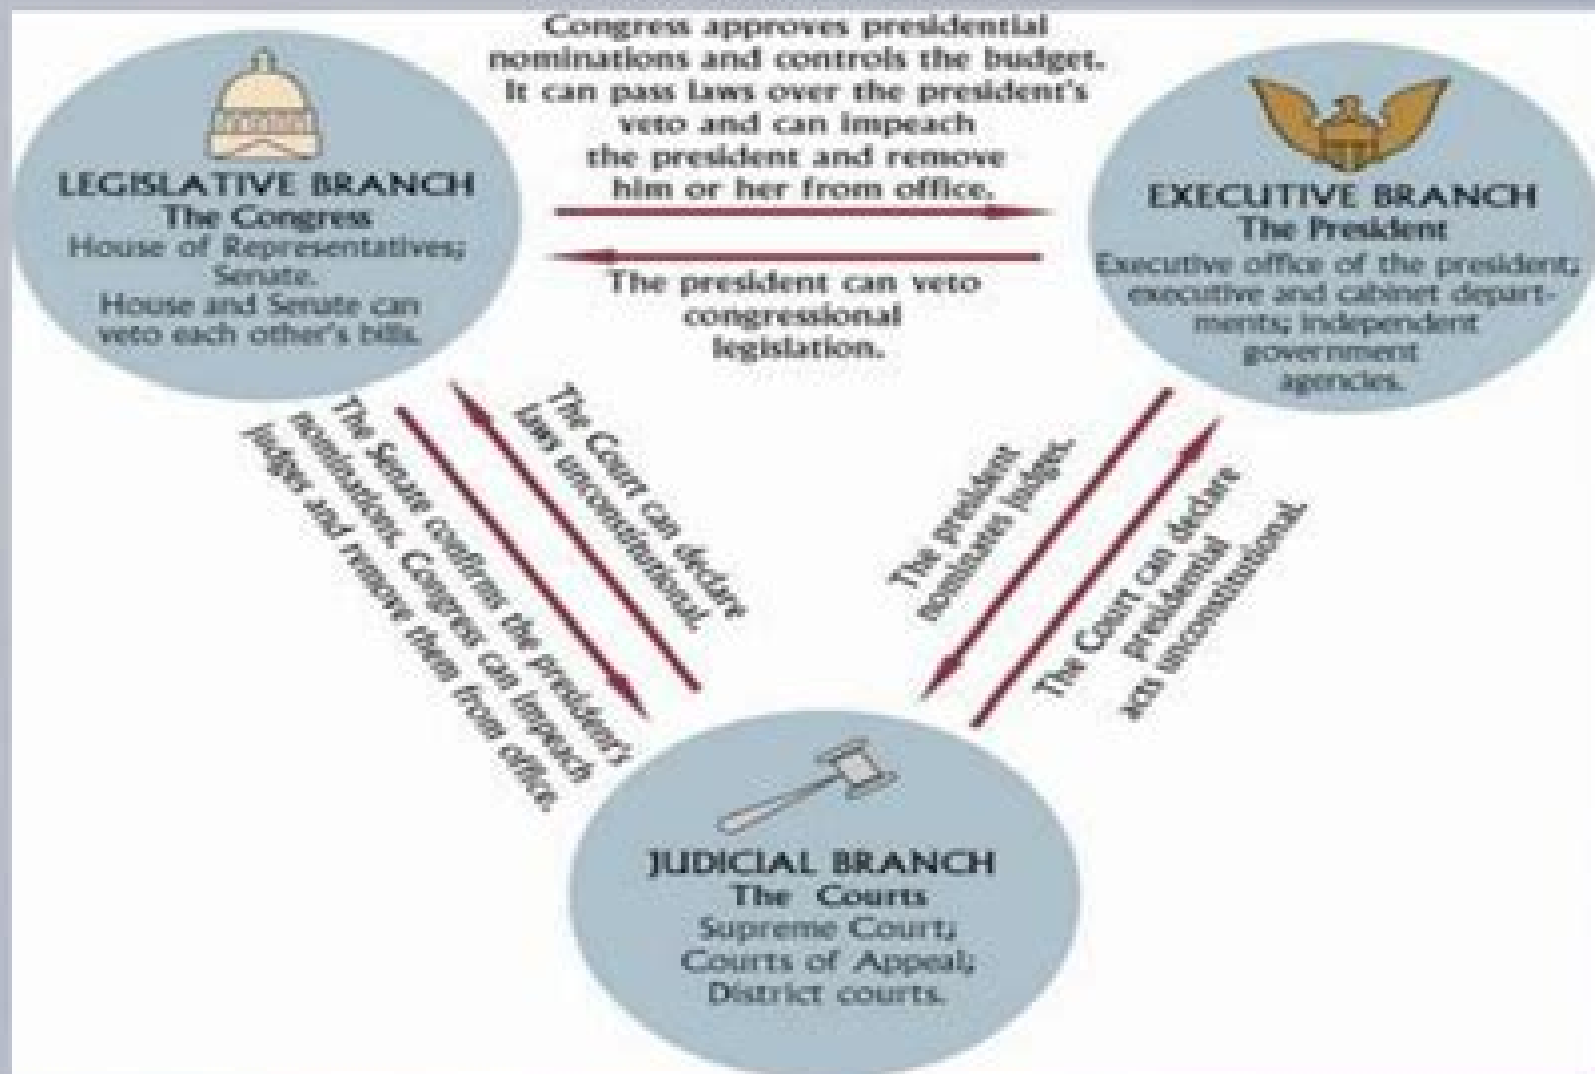 Congress approves presidential
nominations and controls the budget.
It can pass laws over the president's
veto and can impeach
the president and remove
him or her from office.
LEGISLATIVE BRANCH
The Congress
House of Representatives;
Senate.
House and Senate can
veto each other's bills.
EXECUTIVE BRANCH
The President
Executive office of the president;
executive and cabinet depart-
ments; independent
government
agencies.
The president can veto
congressional
legislation.
The Senate confirms the president's
nominations. Congress can impeach
judges and remove them from office.
The Court can declare
laws unconstitutional.
The president
nominates judges.
The Court can declare
presidential
acts unconstitutional.
JUDICIAL BRANCH
The Courts
Supreme Court;
Courts of Appeal;
District courts.